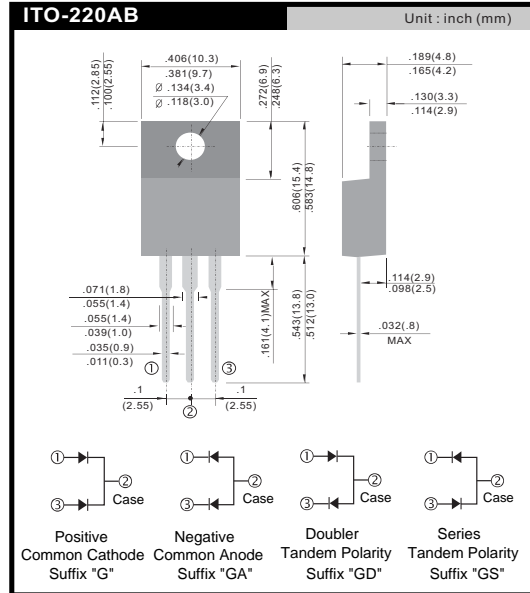 ITO-220AB
Unit : inch (mm)
.406(10.3)
.381(9.7)
Ø .134(3.4)
Ø .118(3.0)
.112(2.85)
.100(2.55)
.272(6.9)
.248(6.3)
.189(4.8)
.165(4.2)
.130(3.3)
.114(2.9)
.606(15.4)
.583(14.8)
.071(1.8)
.055(1.4)
.055(1.4)
.039(1.0)
.035(0.9)
.011(0.3)
.161(4.1)MAX
.543(13.8)
.512(13.0)
.114(2.9)
.098(2.5)
.032(.8)
MAX
① ③
.1 .1
(2.55) ② (2.55)
① ① ① ①
② ② ② ②
③ Case ③ Case ③ Case ③ Case
Positive Negative Doubler Series
Common Cathode Common Anode Tandem Polarity Tandem Polarity
Suffix "G" Suffix "GA" Suffix "GD" Suffix "GS"